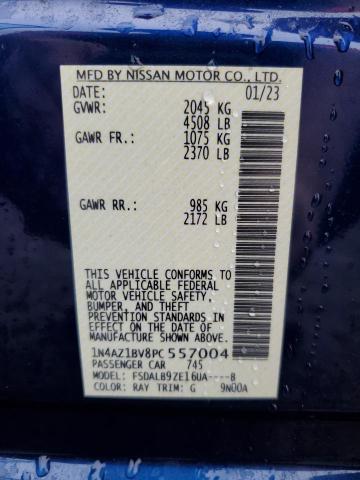 MFD BY NISSAN MOTOR CO., LTD.
DATE: 01/23
GVWR: 2045 KG
4508 LB
GAWR FR.: 1075 KG
2370 LB
GAWR RR.: 985 KG
2172 LB
THIS VEHICLE CONFORMS TO
ALL APPLICABLE FEDERAL
MOTOR VEHICLE SAFETY,
BUMPER, AND THEFT
PREVENTION STANDARDS IN
EFFECT ON THE DATE OF
MANUFACTURE SHOWN ABOVE.
1N4AZ1BV8PC 557004
PASSENGER CAR 745
MODEL: FSDALB9ZE16UA----B
COLOR: RAY TRIM: G 9N00A